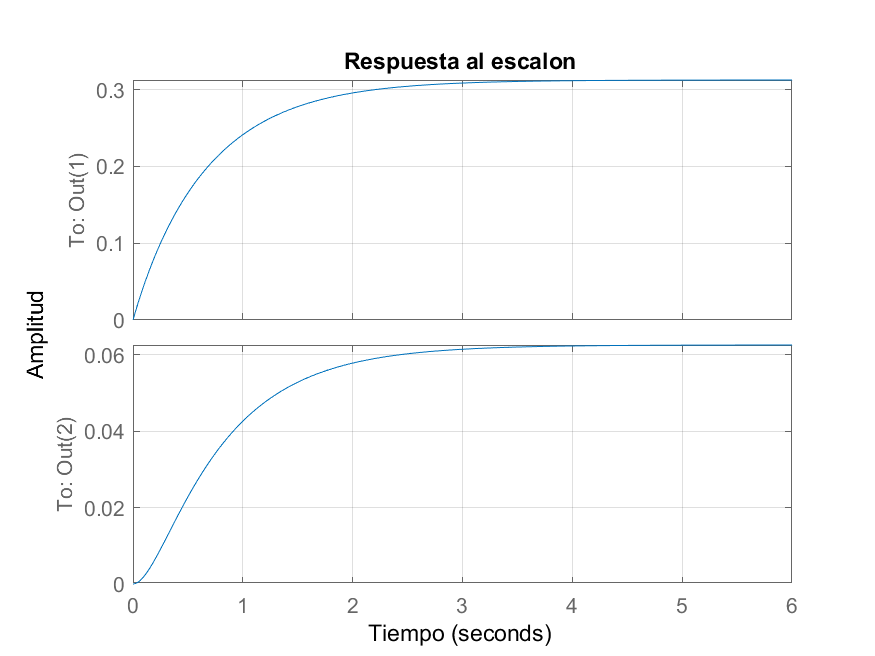 Respuesta al escalon
Amplitud
To: Out(1)
0.3
0.2
0.1
0
To: Out(2)
0.06
0.04
0.02
0
0 1 2 3 4 5 6
Tiempo (seconds)